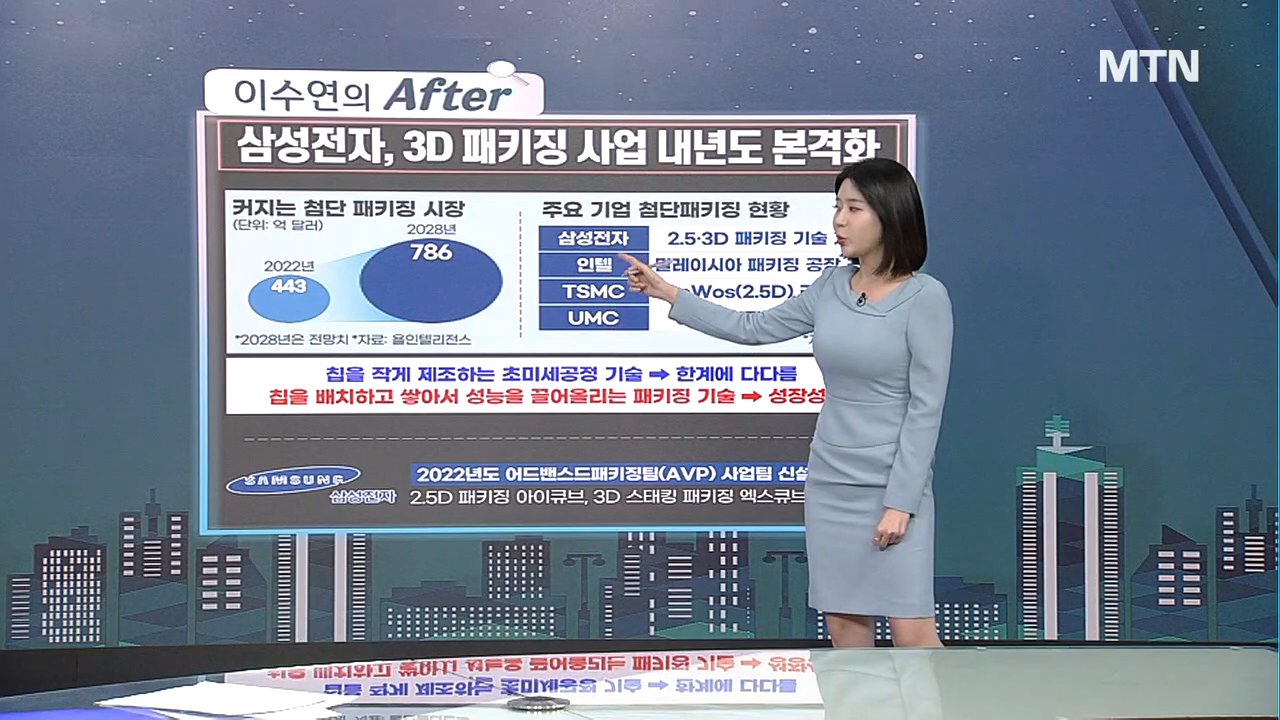 MTN
이수연의 After
삼성전자, 3D 패키징 사업 내년도 본격화
커지는 첨단 패키징 시장
(단위: 억 달러)
2022년
443
2028년
786
*2028년은 전망치 *자료: 욜인텔리전스
주요 기업 첨단패키징 현황
삼성전자 2.5·3D 패키징 기술
인텔 말레이시아 패키징 공장
TSMC CoWos(2.5D)
UMC
칩을 작게 제조하는 초미세공정 기술 ➡ 한계에 다다름
칩을 배치하고 쌓아서 성능을 끌어올리는 패키징 기술 ➡ 성장성
SAMSUNG
삼성전자
2022년도 어드밴스드패키징팀(AVP) 사업팀 신설
2.5D 패키징 아이큐브, 3D 스태킹 패키징 엑스큐브